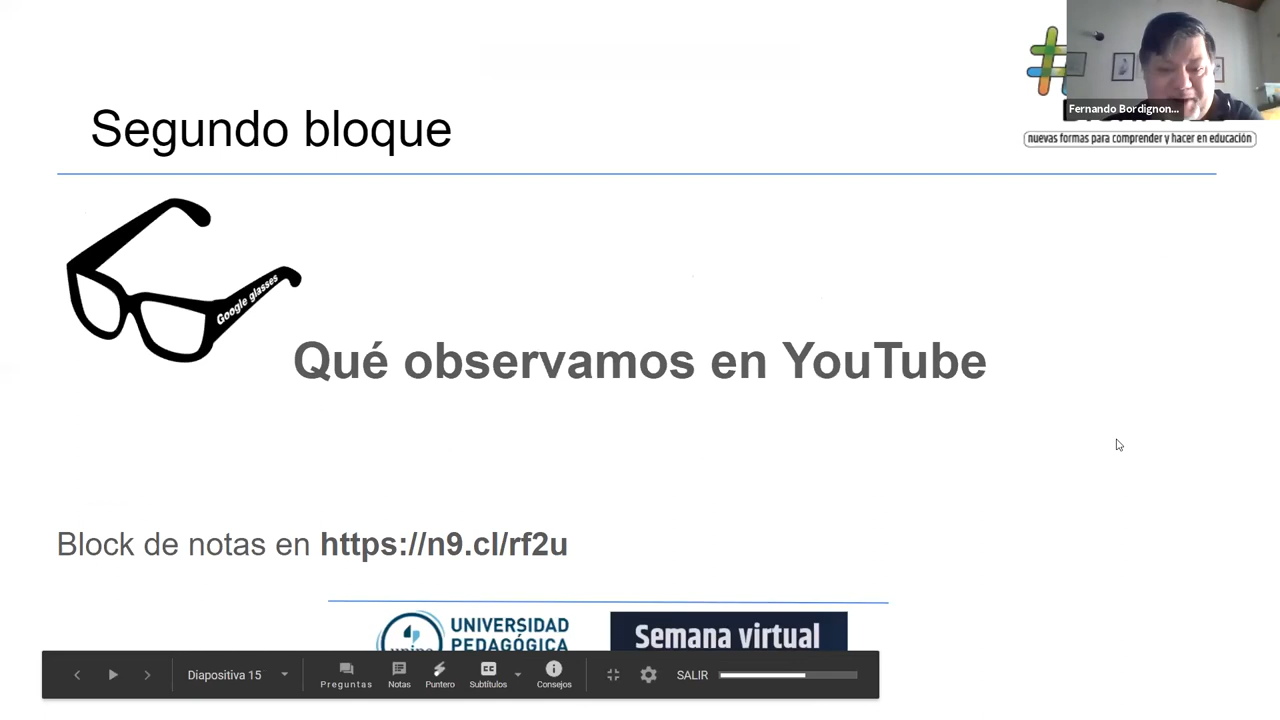 #
Fernando Bordignon...
nuevas formas para comprender y hacer en educación
Segundo bloque
Google glasses
Qué observamos en YouTube
Block de notas en https://n9.cl/rf2u
UNIVERSIDAD
PEDAGÓGICA
Semana virtual
Diapositiva 15
Preguntas
Notas
Puntero
Subtítulos
Consejos
SALIR